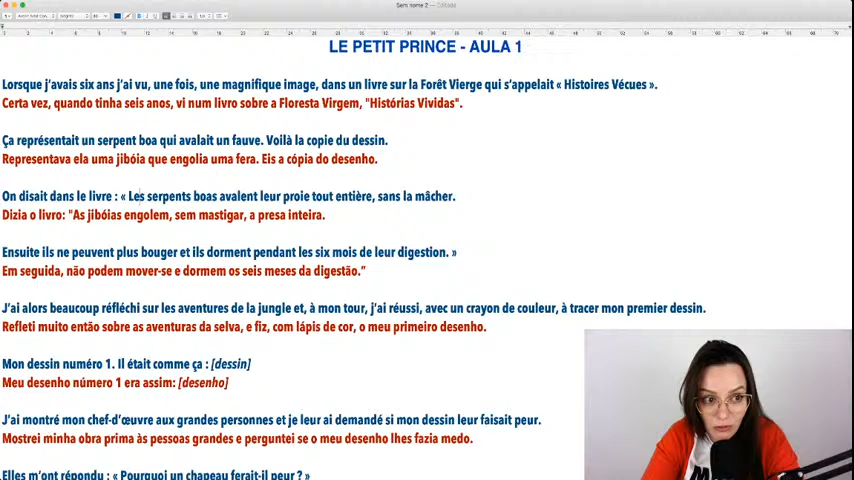 Sem nome 2 — Editado
LE PETIT PRINCE - AULA 1
Lorsque j’avais six ans j’ai vu, une fois, une magnifique image, dans un livre sur la Forêt Vierge qui s’appelait « Histoires Vécues ».
Certa vez, quando tinha seis anos, vi num livro sobre a Floresta Virgem, "Histórias Vividas".
Ça représentait un serpent boa qui avalait un fauve. Voilà la copie du dessin.
Representava ela uma jibóia que engolia uma fera. Eis a cópia do desenho.
On disait dans le livre : « Les serpents boas avalent leur proie tout entière, sans la mâcher.
Dizia o livro: "As jibóias engolem, sem mastigar, a presa inteira.
Ensuite ils ne peuvent plus bouger et ils dorment pendant les six mois de leur digestion. »
Em seguida, não podem mover-se e dormem os seis meses da digestão.”
J’ai alors beaucoup réfléchi sur les aventures de la jungle et, à mon tour, j’ai réussi, avec un crayon de couleur, à tracer mon premier dessin.
Refleti muito então sobre as aventuras da selva, e fiz, com lápis de cor, o meu primeiro desenho.
Mon dessin numéro 1. Il était comme ça : [dessin]
Meu desenho número 1 era assim: [desenho]
J’ai montré mon chef-d’œuvre aux grandes personnes et je leur ai demandé si mon dessin leur faisait peur.
Mostrei minha obra prima às pessoas grandes e perguntei se o meu desenho lhes fazia medo.
Elles m’ont répondu : « Pourquoi un chapeau ferait-il peur ? »